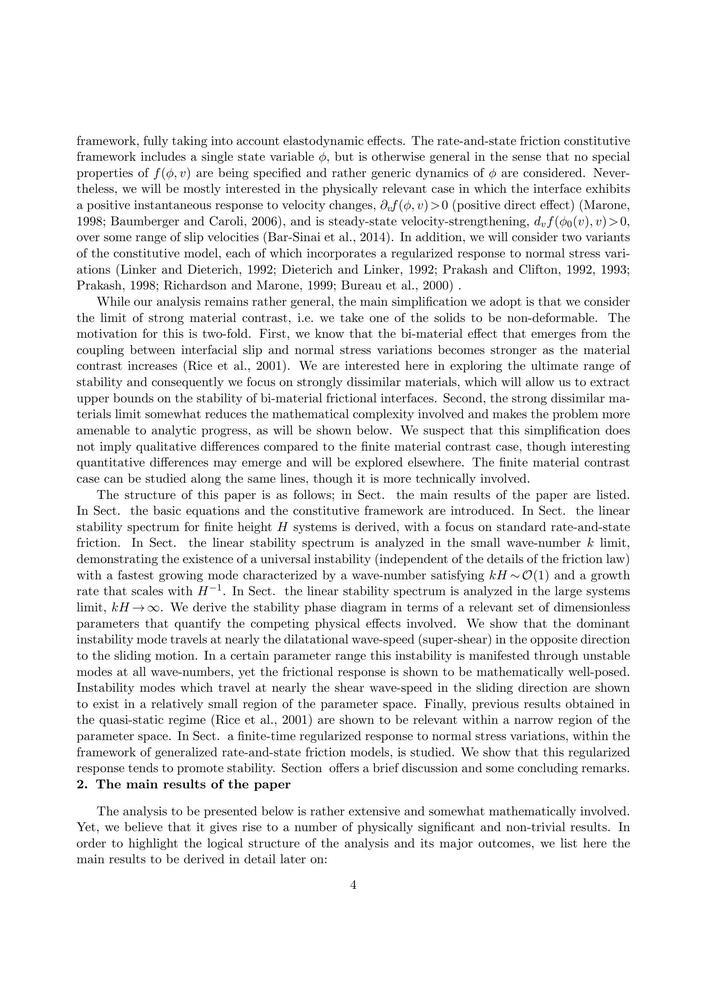 framework, fully taking into account elastodynamic effects. The rate-and-state friction constitutive
framework includes a single state variable ϕ, but is otherwise general in the sense that no special
properties of f(ϕ, v) are being specified and rather generic dynamics of ϕ are considered. Never-
theless, we will be mostly interested in the physically relevant case in which the interface exhibits
a positive instantaneous response to velocity changes, ∂ᵥf(ϕ, v) > 0 (positive direct effect) (Marone,
1998; Baumberger and Caroli, 2006), and is steady-state velocity-strengthening, dᵥf(ϕ₀(v), v) > 0,
over some range of slip velocities (Bar-Sinai et al., 2014). In addition, we will consider two variants
of the constitutive model, each of which incorporates a regularized response to normal stress vari-
ations (Linker and Dieterich, 1992; Dieterich and Linker, 1992; Prakash and Clifton, 1992, 1993;
Prakash, 1998; Richardson and Marone, 1999; Bureau et al., 2000) .
While our analysis remains rather general, the main simplification we adopt is that we consider
the limit of strong material contrast, i.e. we take one of the solids to be non-deformable. The
motivation for this is two-fold. First, we know that the bi-material effect that emerges from the
coupling between interfacial slip and normal stress variations becomes stronger as the material
contrast increases (Rice et al., 2001). We are interested here in exploring the ultimate range of
stability and consequently we focus on strongly dissimilar materials, which will allow us to extract
upper bounds on the stability of bi-material frictional interfaces. Second, the strong dissimilar ma-
terials limit somewhat reduces the mathematical complexity involved and makes the problem more
amenable to analytic progress, as will be shown below. We suspect that this simplification does
not imply qualitative differences compared to the finite material contrast case, though interesting
quantitative differences may emerge and will be explored elsewhere. The finite material contrast
case can be studied along the same lines, though it is more technically involved.
The structure of this paper is as follows; in Sect. the main results of the paper are listed.
In Sect. the basic equations and the constitutive framework are introduced. In Sect. the linear
stability spectrum for finite height H systems is derived, with a focus on standard rate-and-state
friction. In Sect. the linear stability spectrum is analyzed in the small wave-number k limit,
demonstrating the existence of a universal instability (independent of the details of the friction law)
with a fastest growing mode characterized by a wave-number satisfying kH ∼ 𝒪(1) and a growth
rate that scales with H⁻¹. In Sect. the linear stability spectrum is analyzed in the large systems
limit, kH → ∞. We derive the stability phase diagram in terms of a relevant set of dimensionless
parameters that quantify the competing physical effects involved. We show that the dominant
instability mode travels at nearly the dilatational wave-speed (super-shear) in the opposite direction
to the sliding motion. In a certain parameter range this instability is manifested through unstable
modes at all wave-numbers, yet the frictional response is shown to be mathematically well-posed.
Instability modes which travel at nearly the shear wave-speed in the sliding direction are shown
to exist in a relatively small region of the parameter space. Finally, previous results obtained in
the quasi-static regime (Rice et al., 2001) are shown to be relevant within a narrow region of the
parameter space. In Sect. a finite-time regularized response to normal stress variations, within the
framework of generalized rate-and-state friction models, is studied. We show that this regularized
response tends to promote stability. Section offers a brief discussion and some concluding remarks.
2. The main results of the paper
The analysis to be presented below is rather extensive and somewhat mathematically involved.
Yet, we believe that it gives rise to a number of physically significant and non-trivial results. In
order to highlight the logical structure of the analysis and its major outcomes, we list here the
main results to be derived in detail later on:
4